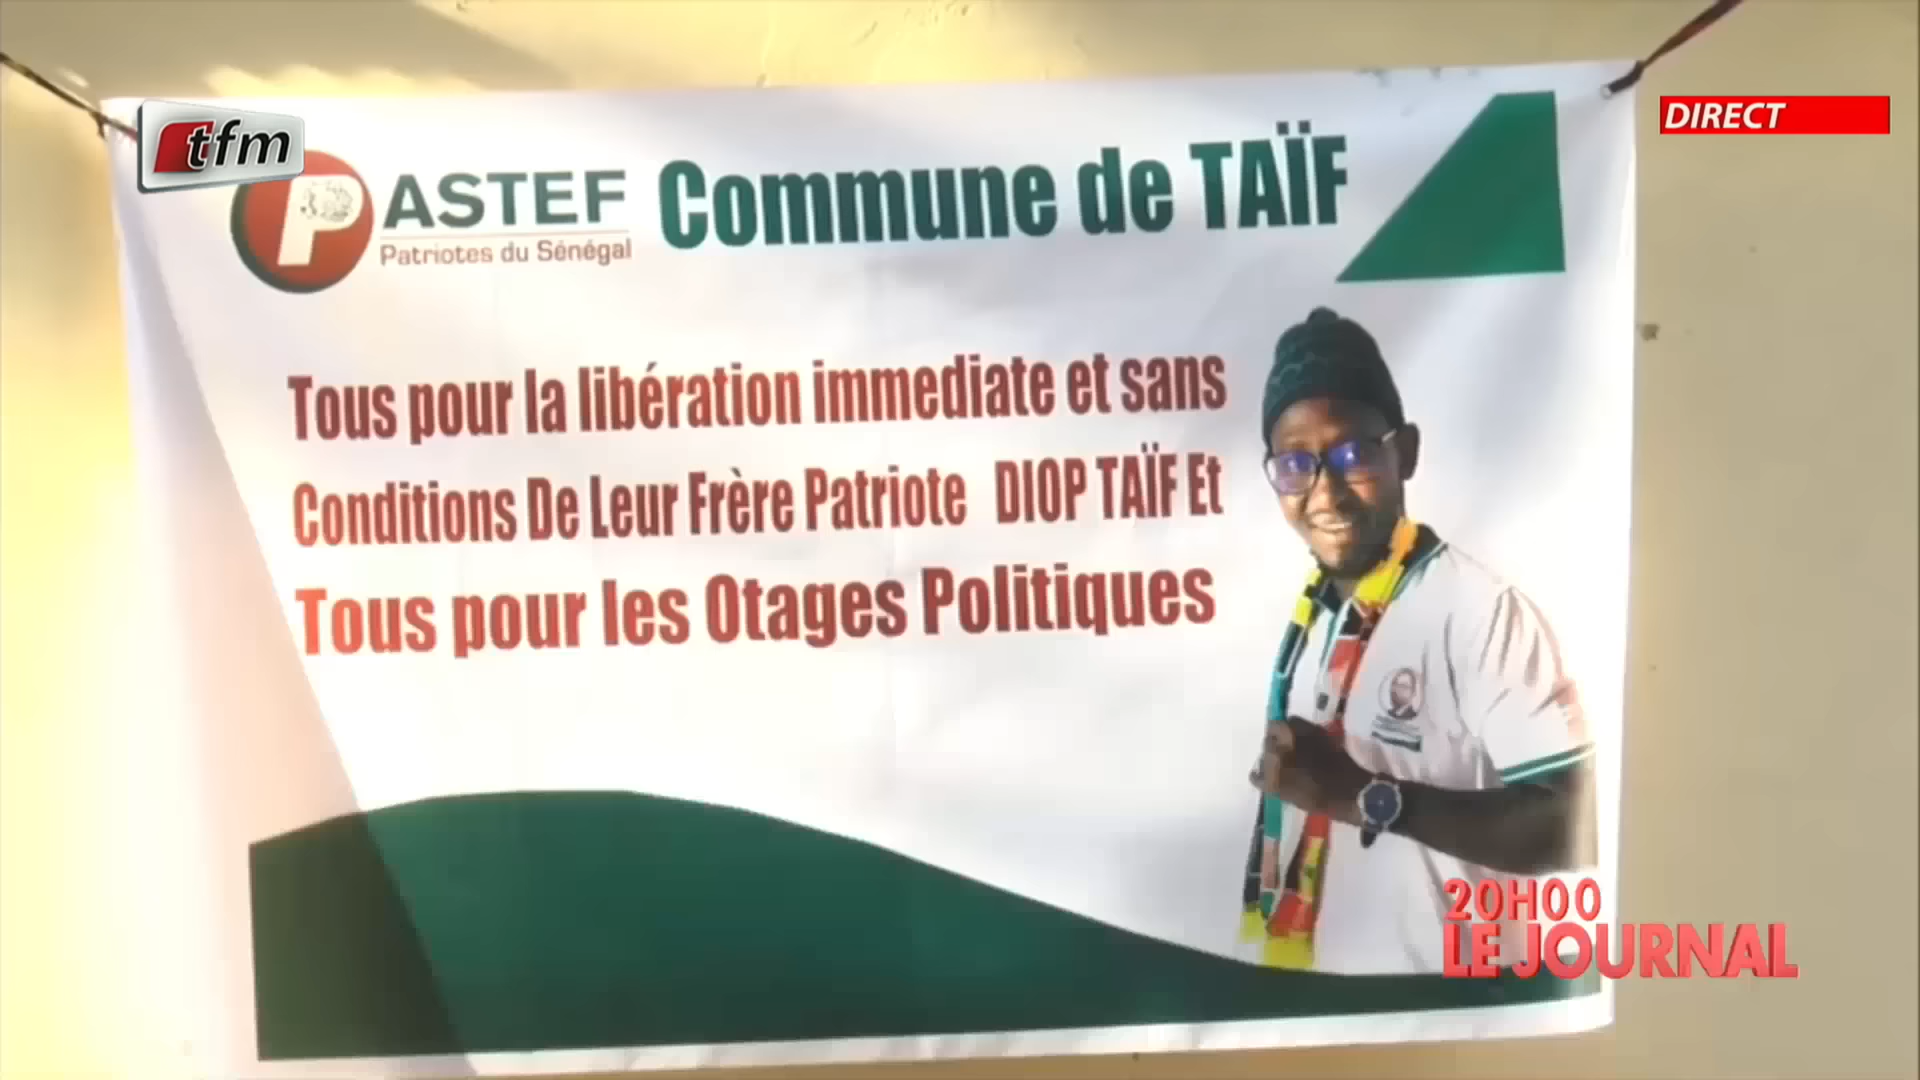 tfm
DIRECT
P
ASTEF
Patriotes du Sénégal
Commune de TAÏF
Tous pour la libération immediate et sans
Conditions De Leur Frère Patriote DIOP TAÏF Et
Tous pour les Otages Politiques
20H00
LE JOURNAL